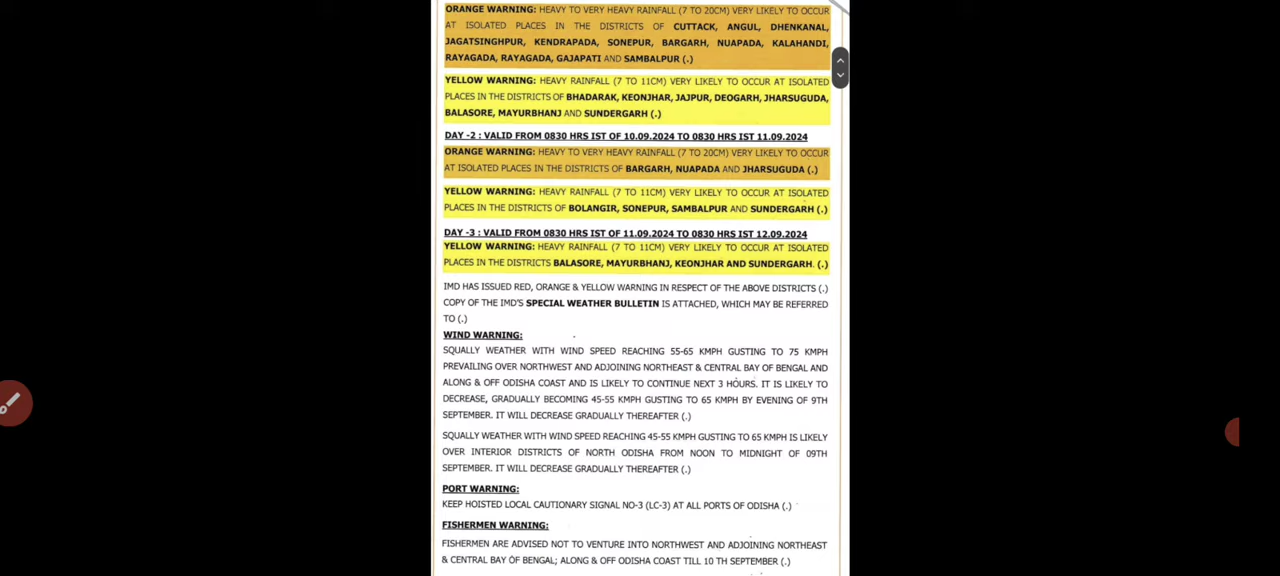 ORANGE WARNING: HEAVY TO VERY HEAVY RAINFALL (7 TO 20CM) VERY LIKELY TO OCCUR
AT ISOLATED PLACES IN THE DISTRICTS OF CUTTACK, ANGUL, DHENKANAL,
JAGATSINGHPUR, KENDRAPADA, SONEPUR, BARGARH, NUAPADA, KALAHANDI,
RAYAGADA, RAYAGADA, GAJAPATI AND SAMBALPUR (.)
YELLOW WARNING: HEAVY RAINFALL (7 TO 11CM) VERY LIKELY TO OCCUR AT ISOLATED
PLACES IN THE DISTRICTS OF BHADARAK, KEONJHAR, JAJPUR, DEOGARH, JHARSUGUDA,
BALASORE, MAYURBHANJ AND SUNDERGARH (.)
DAY -2 : VALID FROM 0830 HRS IST OF 10.09.2024 TO 0830 HRS IST 11.09.2024
ORANGE WARNING: HEAVY TO VERY HEAVY RAINFALL (7 TO 20CM) VERY LIKELY TO OCCUR
AT ISOLATED PLACES IN THE DISTRICTS OF BARGARH, NUAPADA AND JHARSUGUDA (.)
YELLOW WARNING: HEAVY RAINFALL (7 TO 11CM) VERY LIKELY TO OCCUR AT ISOLATED
PLACES IN THE DISTRICTS OF BOLANGIR, SONEPUR, SAMBALPUR AND SUNDERGARH (.)
DAY -3 : VALID FROM 0830 HRS IST OF 11.09.2024 TO 0830 HRS IST 12.09.2024
YELLOW WARNING: HEAVY RAINFALL (7 TO 11CM) VERY LIKELY TO OCCUR AT ISOLATED
PLACES IN THE DISTRICTS BALASORE, MAYURBHANJ, KEONJHAR AND SUNDERGARH. (.)
IMD HAS ISSUED RED, ORANGE & YELLOW WARNING IN RESPECT OF THE ABOVE DISTRICTS (.)
COPY OF THE IMD'S SPECIAL WEATHER BULLETIN IS ATTACHED, WHICH MAY BE REFERRED
TO (.)
WIND WARNING:
SQUALLY WEATHER WITH WIND SPEED REACHING 55-65 KMPH GUSTING TO 75 KMPH
PREVAILING OVER NORTHWEST AND ADJOINING NORTHEAST & CENTRAL BAY OF BENGAL AND
ALONG & OFF ODISHA COAST AND IS LIKELY TO CONTINUE NEXT 3 HOURS. IT IS LIKELY TO
DECREASE, GRADUALLY BECOMING 45-55 KMPH GUSTING TO 65 KMPH BY EVENING OF 9TH
SEPTEMBER. IT WILL DECREASE GRADUALLY THEREAFTER (.)
SQUALLY WEATHER WITH WIND SPEED REACHING 45-55 KMPH GUSTING TO 65 KMPH IS LIKELY
OVER INTERIOR DISTRICTS OF NORTH ODISHA FROM NOON TO MIDNIGHT OF 09TH
SEPTEMBER. IT WILL DECREASE GRADUALLY THEREAFTER (.)
PORT WARNING:
KEEP HOISTED LOCAL CAUTIONARY SIGNAL NO-3 (LC-3) AT ALL PORTS OF ODISHA (.)
FISHERMEN WARNING:
FISHERMEN ARE ADVISED NOT TO VENTURE INTO NORTHWEST AND ADJOINING NORTHEAST
& CENTRAL BAY OF BENGAL; ALONG & OFF ODISHA COAST TILL 10 TH SEPTEMBER (.)